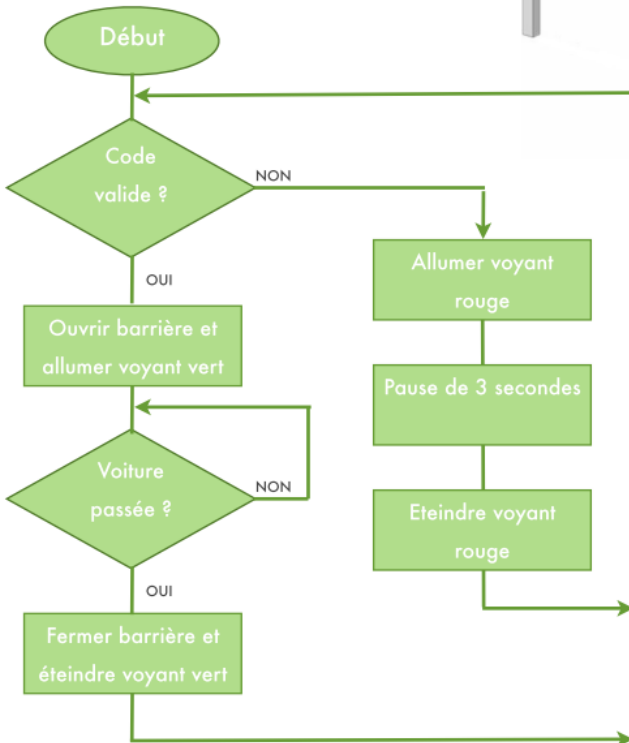 Début
Code
valide ?
NON
OUI
Ouvrir barrière et
allumer voyant vert
Voiture
passée ?
NON
OUI
Fermer barrière et
éteindre voyant vert
Allumer voyant
rouge
Pause de 3 secondes
Eteindre voyant
rouge